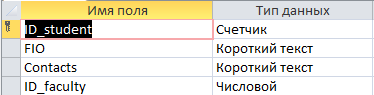 Имя поля Тип данных
ID_student Счетчик
FIO Короткий текст
Contacts Короткий текст
ID_faculty Числовой